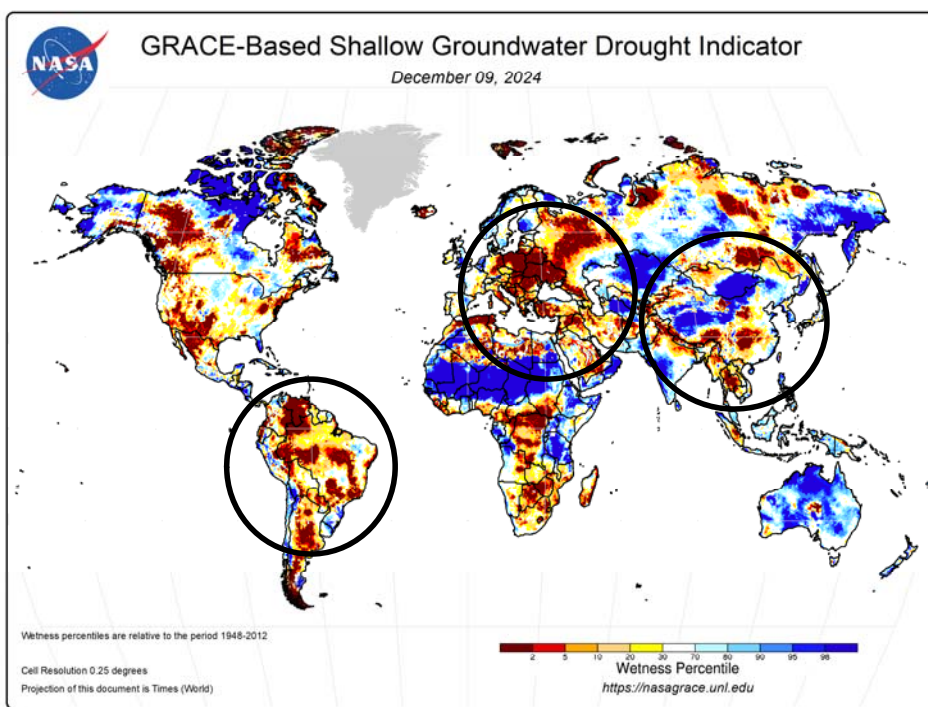 NASA
GRACE-Based Shallow Groundwater Drought Indicator
December 09, 2024
Wetness percentiles are relative to the period 1948-2012
Cell Resolution 0.25 degrees
Projection of this document is Times (World)
2 5 10 20 30 70 80 90 95 98
Wetness Percentile
https://nasagrace.unl.edu